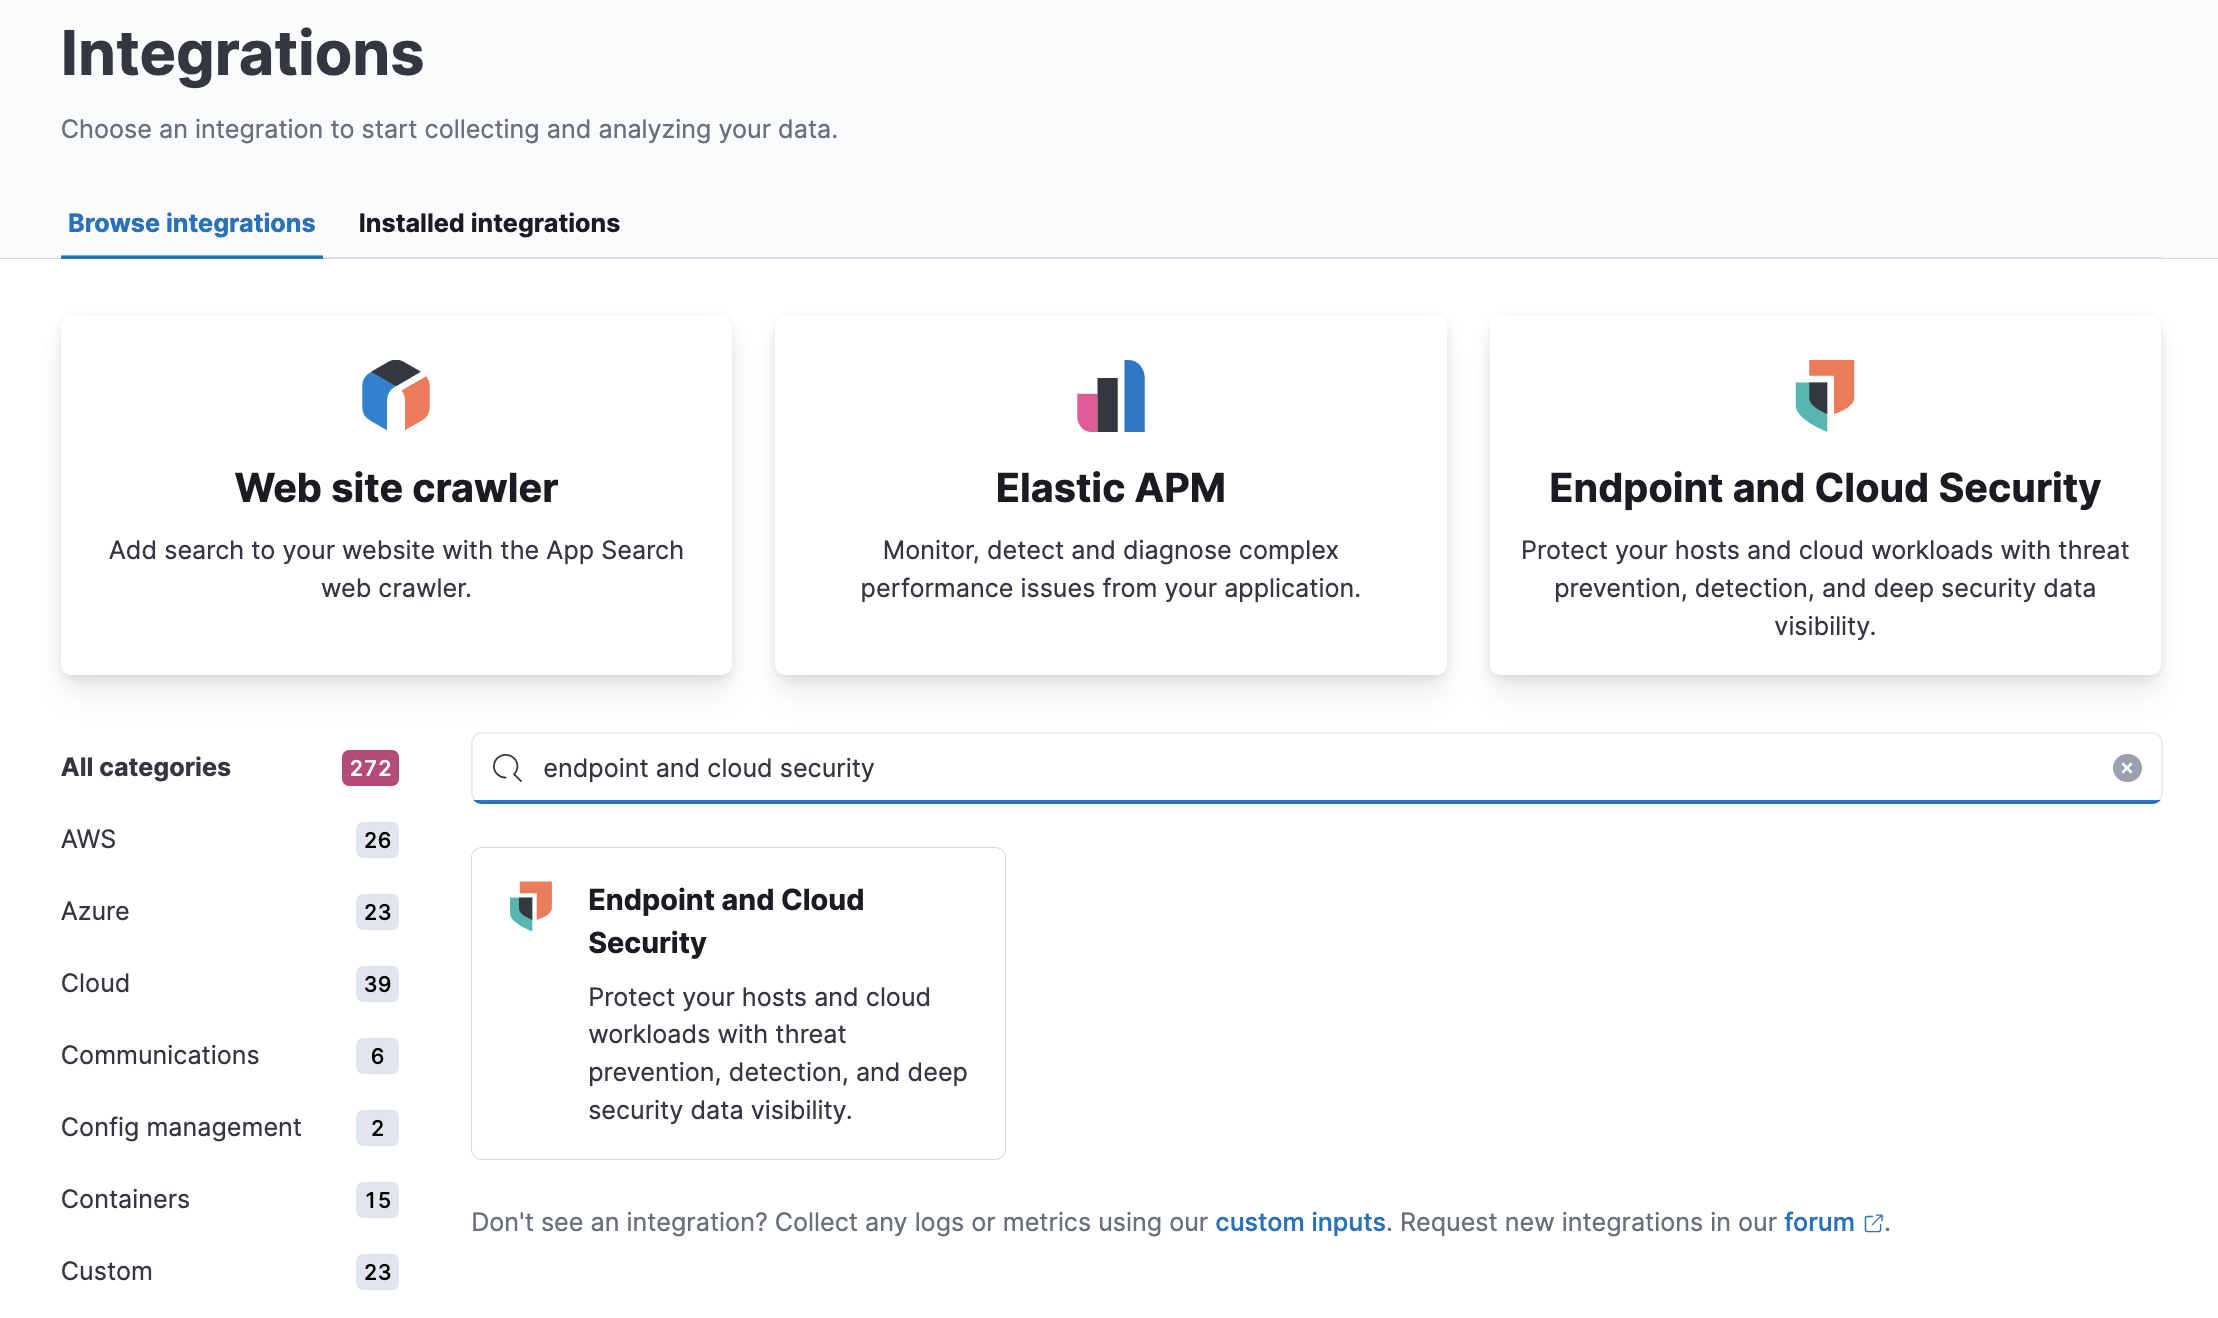 Integrations
Choose an integration to start collecting and analyzing your data.
Browse integrations
Installed integrations
Web site crawler
Add search to your website with the App Search
web crawler.
Elastic APM
Monitor, detect and diagnose complex
performance issues from your application.
Endpoint and Cloud Security
Protect your hosts and cloud workloads with threat
prevention, detection, and deep security data
visibility.
All categories 272
AWS 26
Azure 23
Cloud 39
Communications 6
Config management 2
Containers 15
Custom 23
endpoint and cloud security
Endpoint and Cloud
Security
Protect your hosts and cloud
workloads with threat
prevention, detection, and deep
security data visibility.
Don't see an integration? Collect any logs or metrics using our custom inputs. Request new integrations in our forum.